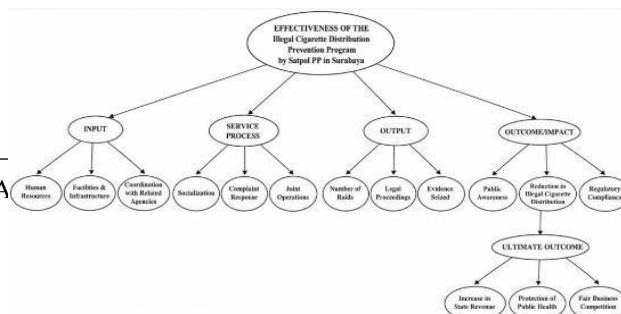 EFFECTIVENESS OF THE
Illegal Cigarette Distribution
Prevention Program
by Satpol PP in Surabaya
INPUT
SERVICE
PROCESS
OUTPUT
OUTCOME/IMPACT
Human
Resources
Facilities &
Infrastructure
Coordination
with Related
Agencies
Socialization
Complaint
Response
Joint
Operations
Number of
Raids
Legal
Proceedings
Evidence
Seized
Public
Awareness
Reduction in
Illegal Cigarette
Distribution
Regulatory
Compliance
A
ULTIMATE OUTCOME
Increase in
State Revenue
Protection of
Public Health
Fair Business
Competition